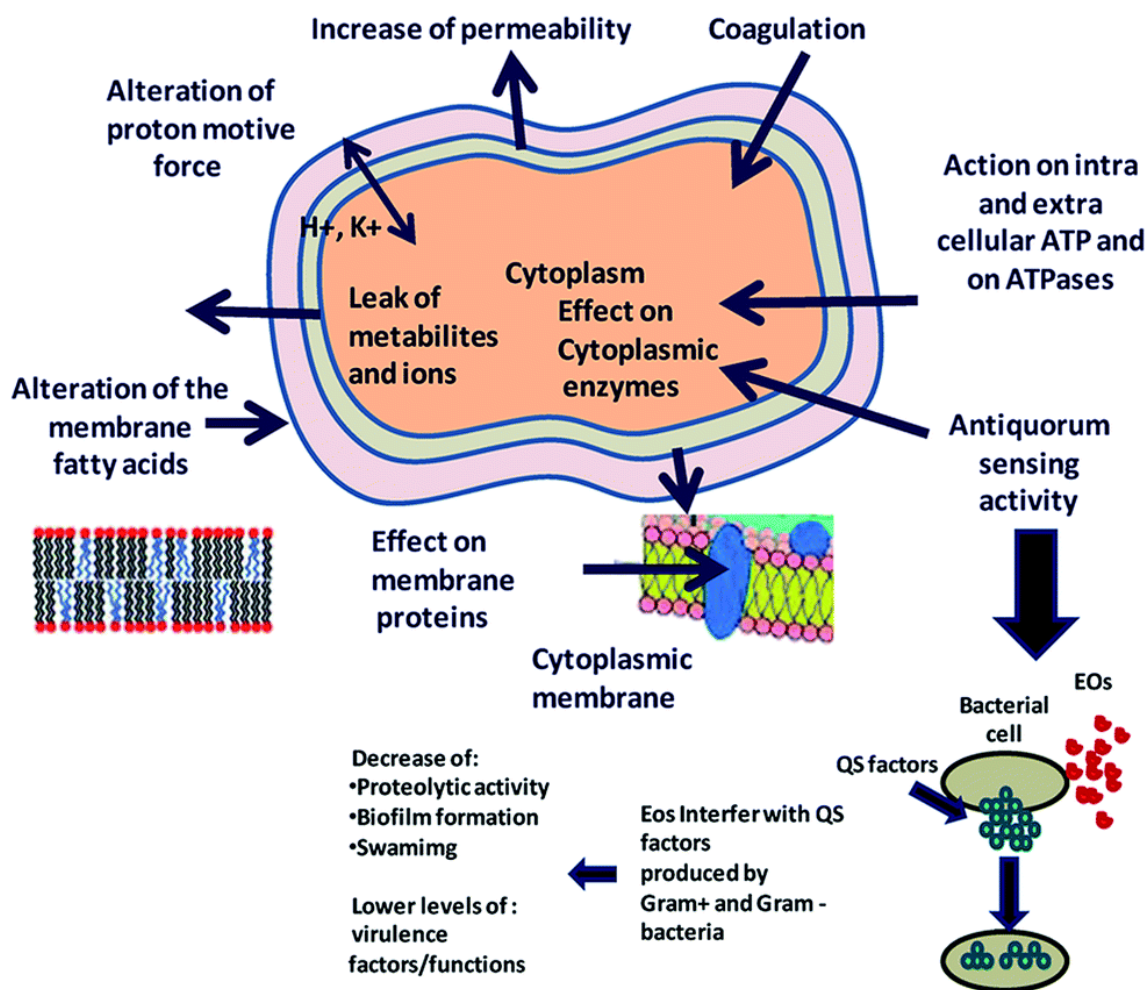 Increase of permeability
Coagulation
Alteration of
proton motive
force
Action on intra
and extra
cellular ATP and
on ATPases
H+, K+
Cytoplasm
Effect on
Cytoplasmic
enzymes
Leak of
metabilites
and ions
Alteration of the
membrane
fatty acids
Antiquorum
sensing
activity
Effect on
membrane
proteins
Cytoplasmic
membrane
EOs
Bacterial
cell
QS factors
Decrease of:
•Proteolytic activity
•Biofilm formation
•Swamimg
Lower levels of :
virulence
factors/functions
Eos Interfer with QS
factors
produced by
Gram+ and Gram -
bacteria